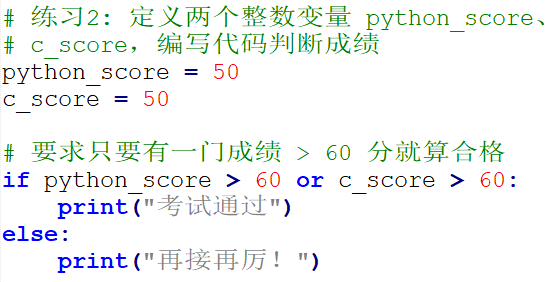 # 练习2: 定义两个整数变量 python_score、
# c_score，编写代码判断成绩
python_score = 50
c_score = 50
# 要求只要有一门成绩 > 60 分就算合格
if python_score > 60 or c_score > 60:
    print("考试通过")
else:
    print("再接再厉！")